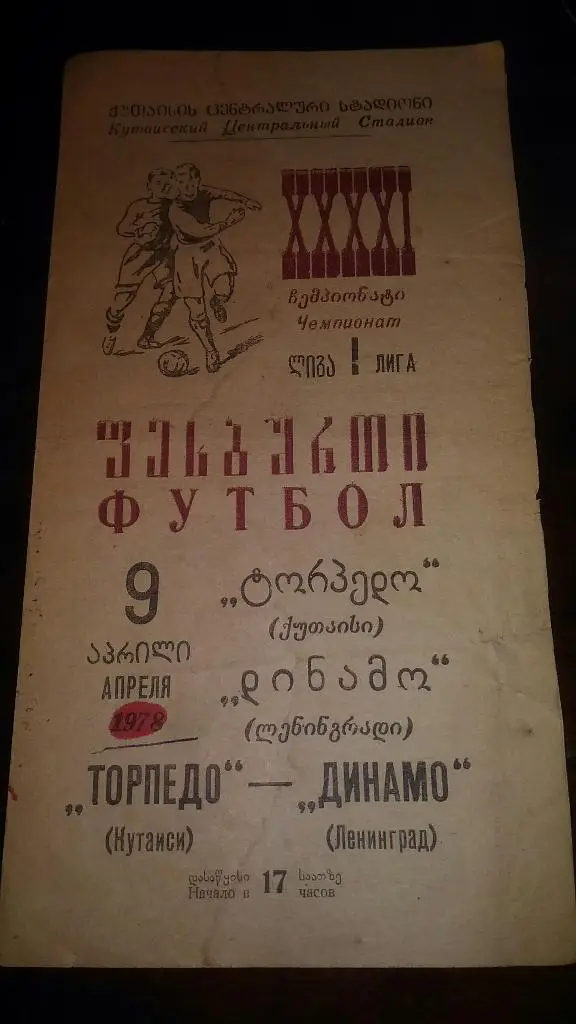 ქუთაისის ცენტრალური სტადიონი
Кутаисский Центральный Стадион
XXXXI
ჩემპიონატი
Чемпионат
ლიგა I ЛИГА
ფეხბურთი
ФУТБОЛ
9 „ტორპედო“
(ქუთაისი)
აპრილი
АПРЕЛЯ „დინამო“
1978 (ლენინგრადი)
„ТОРПЕДО“ — „ДИНАМО“
(Кутаиси) (Ленинград)
დასაწყისი 17 საათზე
Начало в часов